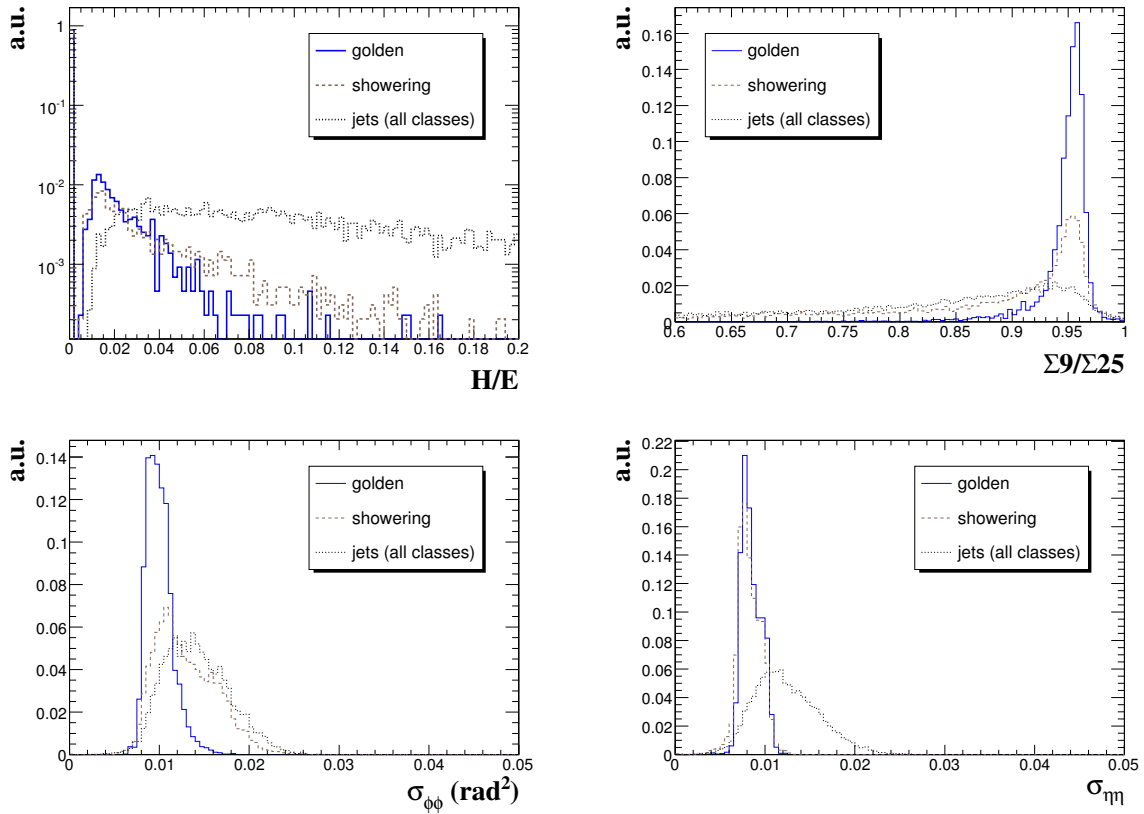 a.u.
1
10^-1
10^-2
10^-3
golden
showering
jets (all classes)
0 0.02 0.04 0.06 0.08 0.1 0.12 0.14 0.16 0.18 0.2
H/E
a.u.
0.16
0.14
0.12
0.1
0.08
0.06
0.04
0.02
0
golden
showering
jets (all classes)
0.6 0.65 0.7 0.75 0.8 0.85 0.9 0.95 1
Σ9/Σ25
a.u.
0.14
0.12
0.1
0.08
0.06
0.04
0.02
0
golden
showering
jets (all classes)
0 0.01 0.02 0.03 0.04 0.05
σ_ϕϕ (rad²)
a.u.
0.22
0.2
0.18
0.16
0.14
0.12
0.1
0.08
0.06
0.04
0.02
0
golden
showering
jets (all classes)
0 0.01 0.02 0.03 0.04 0.05
σ_ηη